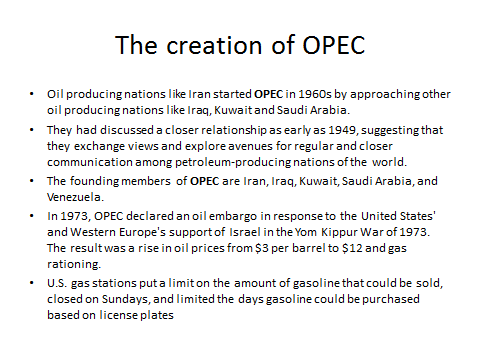 The creation of OPEC
• Oil producing nations like Iran started OPEC in 1960s by approaching other
oil producing nations like Iraq, Kuwait and Saudi Arabia.
• They had discussed a closer relationship as early as 1949, suggesting that
they exchange views and explore avenues for regular and closer
communication among petroleum-producing nations of the world.
• The founding members of OPEC are Iran, Iraq, Kuwait, Saudi Arabia, and
Venezuela.
• In 1973, OPEC declared an oil embargo in response to the United States'
and Western Europe's support of Israel in the Yom Kippur War of 1973.
The result was a rise in oil prices from $3 per barrel to $12 and gas
rationing.
• U.S. gas stations put a limit on the amount of gasoline that could be sold,
closed on Sundays, and limited the days gasoline could be purchased
based on license plates